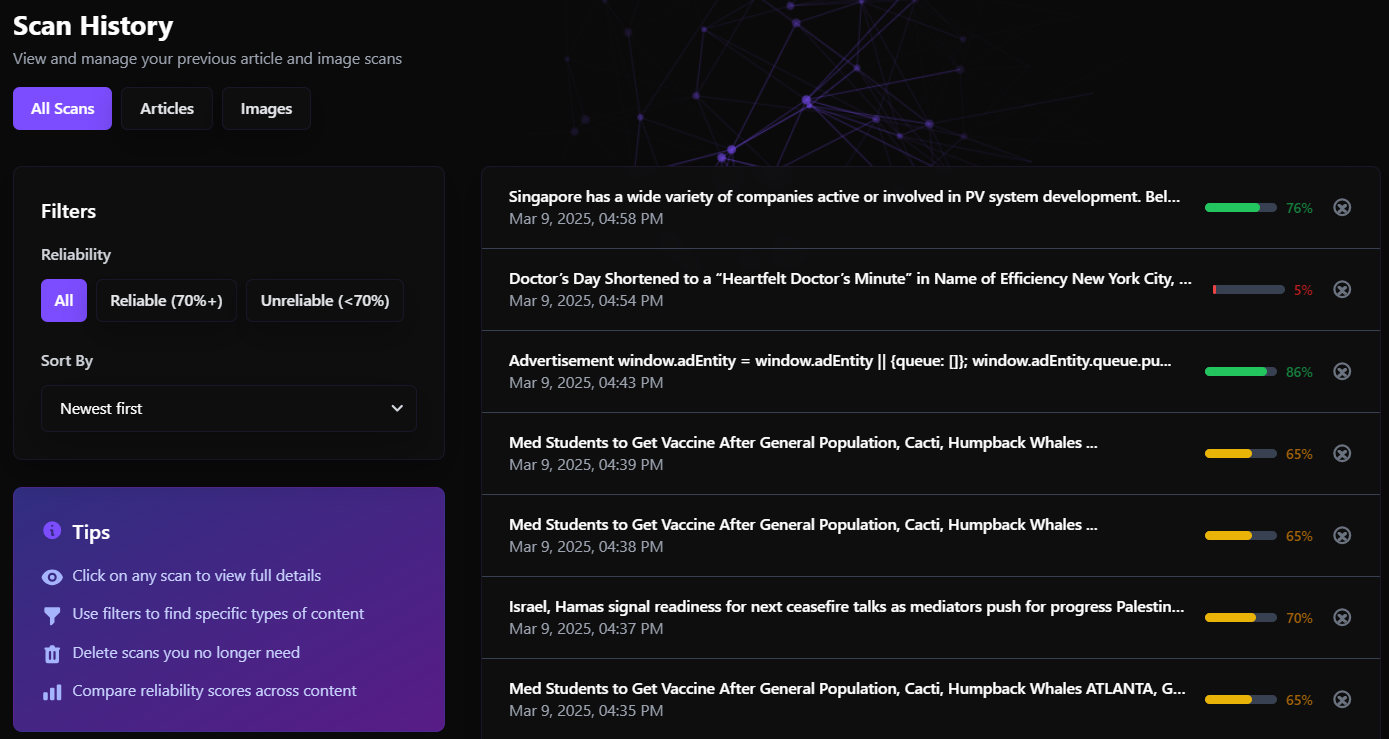 Scan History
View and manage your previous article and image scans
All Scans
Articles
Images
Filters
Reliability
All
Reliable (70%+)
Unreliable (<70%)
Sort By
Newest first
Tips
Click on any scan to view full details
Use filters to find specific types of content
Delete scans you no longer need
Compare reliability scores across content
Singapore has a wide variety of companies active or involved in PV system development. Bel...
Mar 9, 2025, 04:58 PM
76%
Doctor’s Day Shortened to a “Heartfelt Doctor’s Minute” in Name of Efficiency New York City, ...
Mar 9, 2025, 04:54 PM
5%
Advertisement window.adEntity = window.adEntity || {queue: []}; window.adEntity.queue.pu...
Mar 9, 2025, 04:43 PM
86%
Med Students to Get Vaccine After General Population, Cacti, Humpback Whales ...
Mar 9, 2025, 04:39 PM
65%
Med Students to Get Vaccine After General Population, Cacti, Humpback Whales ...
Mar 9, 2025, 04:38 PM
65%
Israel, Hamas signal readiness for next ceasefire talks as mediators push for progress Palestin...
Mar 9, 2025, 04:37 PM
70%
Med Students to Get Vaccine After General Population, Cacti, Humpback Whales ATLANTA, G...
Mar 9, 2025, 04:35 PM
65%